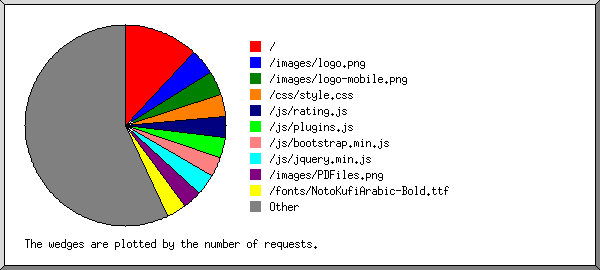 /
/images/logo.png
/images/logo-mobile.png
/css/style.css
/js/rating.js
/js/plugins.js
/js/bootstrap.min.js
/js/jquery.min.js
/images/PDFiles.png
/fonts/NotoKufiArabic-Bold.ttf
Other
The wedges are plotted by the number of requests.